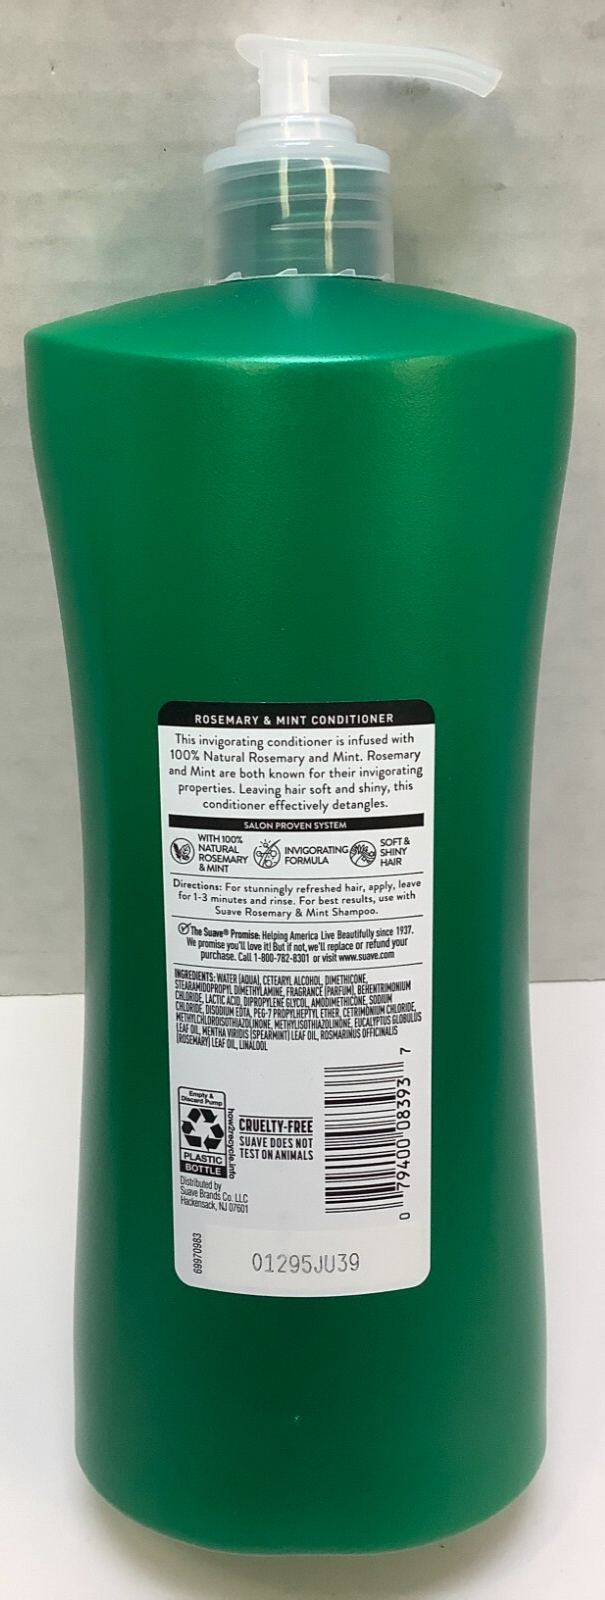 ROSEMARY & MINT CONDITIONER
This invigorating conditioner is infused with
100% Natural Rosemary and Mint. Rosemary
and Mint are both known for their invigorating
properties. Leaving hair soft and shiny, this
conditioner effectively detangles.
SALON PROVEN SYSTEM
WITH 100%
NATURAL
ROSEMARY
& MINT
INVIGORATING
FORMULA
SOFT &
SHINY
HAIR
Directions: For stunningly refreshed hair, apply, leave
for 1-3 minutes and rinse. For best results, use with
Suave Rosemary & Mint Shampoo.
The Suave® Promise: Helping America Live Beautifully since 1937.
We promise you'll love it! But if not, we'll replace or refund your
purchase. Call 1-800-782-8301 or visit www.suave.com
INGREDIENTS: WATER (AQUA), CETEARYL ALCOHOL, DIMETHICONE,
STEARAMIDOPROPYL DIMETHYLAMINE, FRAGRANCE (PARFUM), BEHENTRIMONIUM
CHLORIDE, LACTIC ACID, DIPROPYLENE GLYCOL, AMODIMETHICONE, SODIUM
CHLORIDE, DISODIUM EDTA, PEG-7 PROPYLHEPTYL ETHER, CETRIMONIUM CHLORIDE,
METHYLCHLOROISOTHIAZOLINONE, METHYLISOTHIAZOLINONE, EUCALYPTUS GLOBULUS
LEAF OIL, MENTHA VIRIDIS (SPEARMINT) LEAF OIL, ROSMARINUS OFFICINALIS
(ROSEMARY) LEAF OIL, LINALOOL
Empty &
Discard Pump
PLASTIC
BOTTLE
how2recycle.info
CRUELTY-FREE
SUAVE DOES NOT
TEST ON ANIMALS
0 79400 08393 7
Distributed by
Suave Brands Co. LLC
Hackensack, NJ 07601
69970983
01295JU39